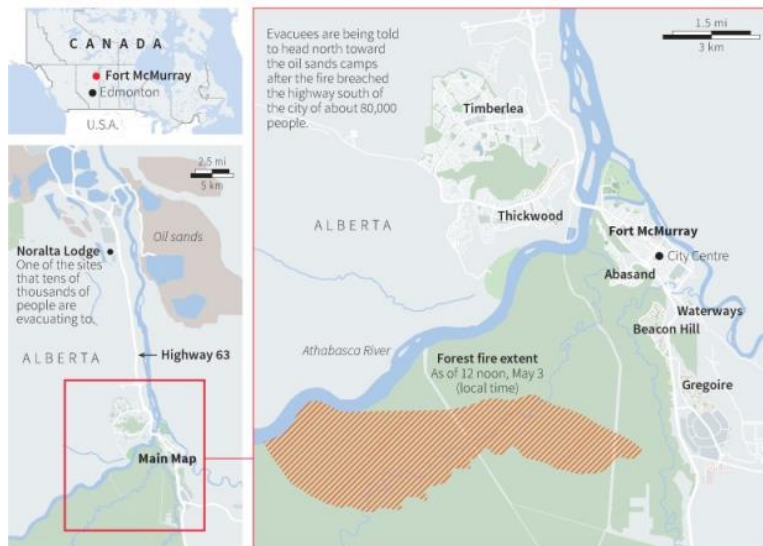 CANADA
Fort McMurray
Edmonton
U.S.A.
2.5 mi
5 km
Oil sands
Noralta Lodge
One of the sites
that tens of
thousands of
people are
evacuating to.
ALBERTA
Highway 63
Main Map
Evacuees are being told
to head north toward
the oil sands camps
after the fire breached
the highway south of
the city of about 80,000
people.
1.5 mi
3 km
Timberlea
Thickwood
ALBERTA
Fort McMurray
City Centre
Abasand
Waterways
Beacon Hill
Athabasca River
Forest fire extent
As of 12 noon, May 3
(local time)
Gregoire